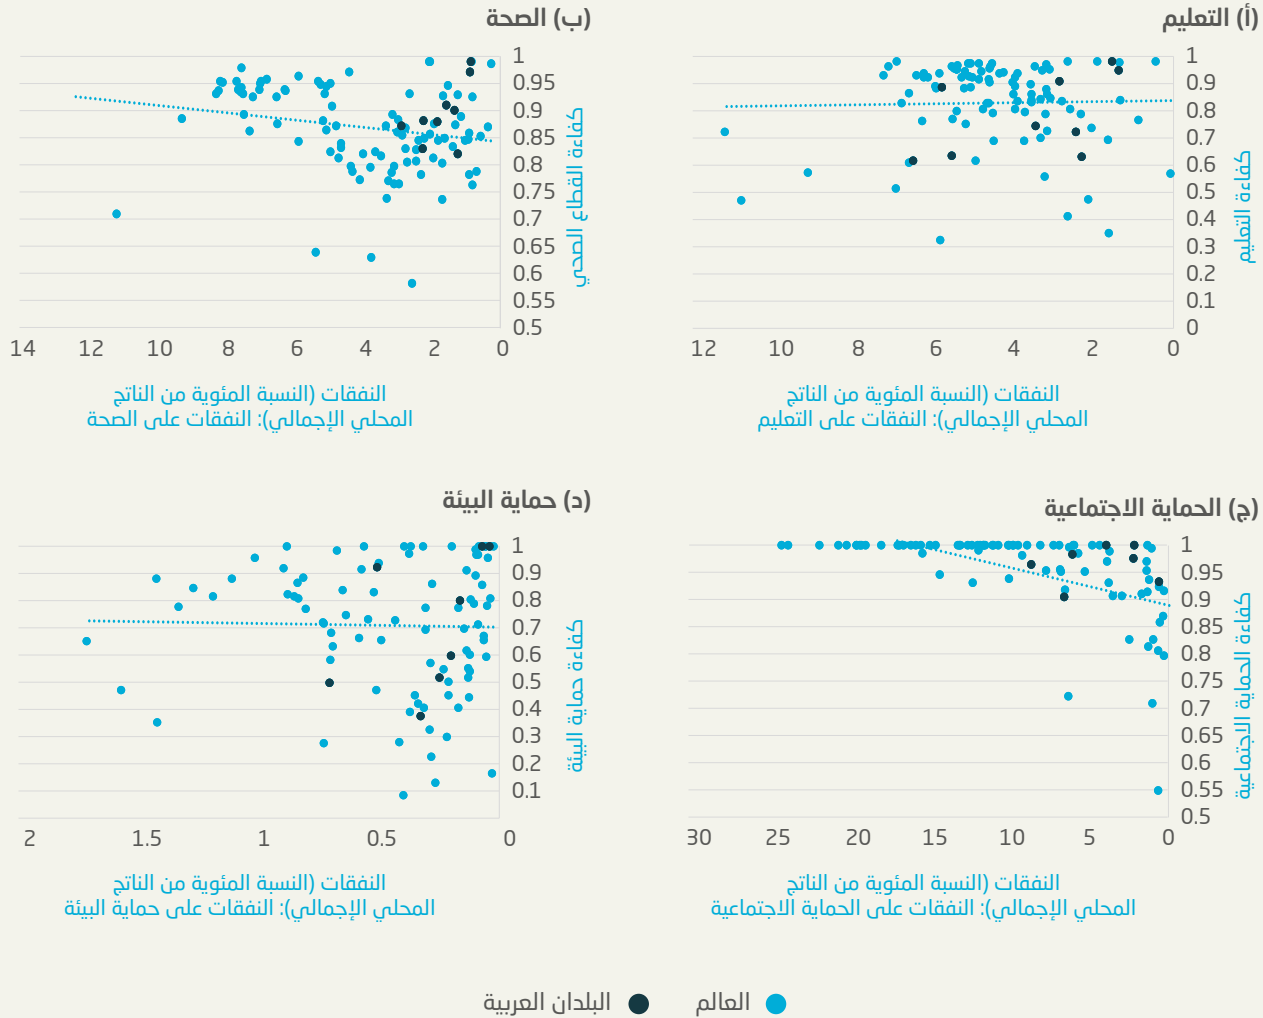 (أ) التعليم
1
0.9
0.8
0.7
0.6
0.5
0.4
0.3
0.2
0.1
0
كفاءة التعليم
12 10 8 6 4 2 0
النفقات (النسبة المئوية من الناتج
المحلي الإجمالي): النفقات على التعليم
(ب) الصحة
1
0.95
0.9
0.85
0.8
0.75
0.7
0.65
0.6
0.55
0.5
كفاءة القطاع الصحي
14 12 10 8 6 4 2 0
النفقات (النسبة المئوية من الناتج
المحلي الإجمالي): النفقات على الصحة
(ج) الحماية الاجتماعية
1
0.95
0.9
0.85
0.8
0.75
0.7
0.65
0.6
0.55
0.5
كفاءة الحماية الاجتماعية
30 25 20 15 10 5 0
النفقات (النسبة المئوية من الناتج
المحلي الإجمالي): النفقات على الحماية الاجتماعية
(د) حماية البيئة
1
0.9
0.8
0.7
0.6
0.5
0.4
0.3
0.2
0.1
كفاءة حماية البيئة
2 1.5 1 0.5 0
النفقات (النسبة المئوية من الناتج
المحلي الإجمالي): النفقات على حماية البيئة
العالم
البلدان العربية